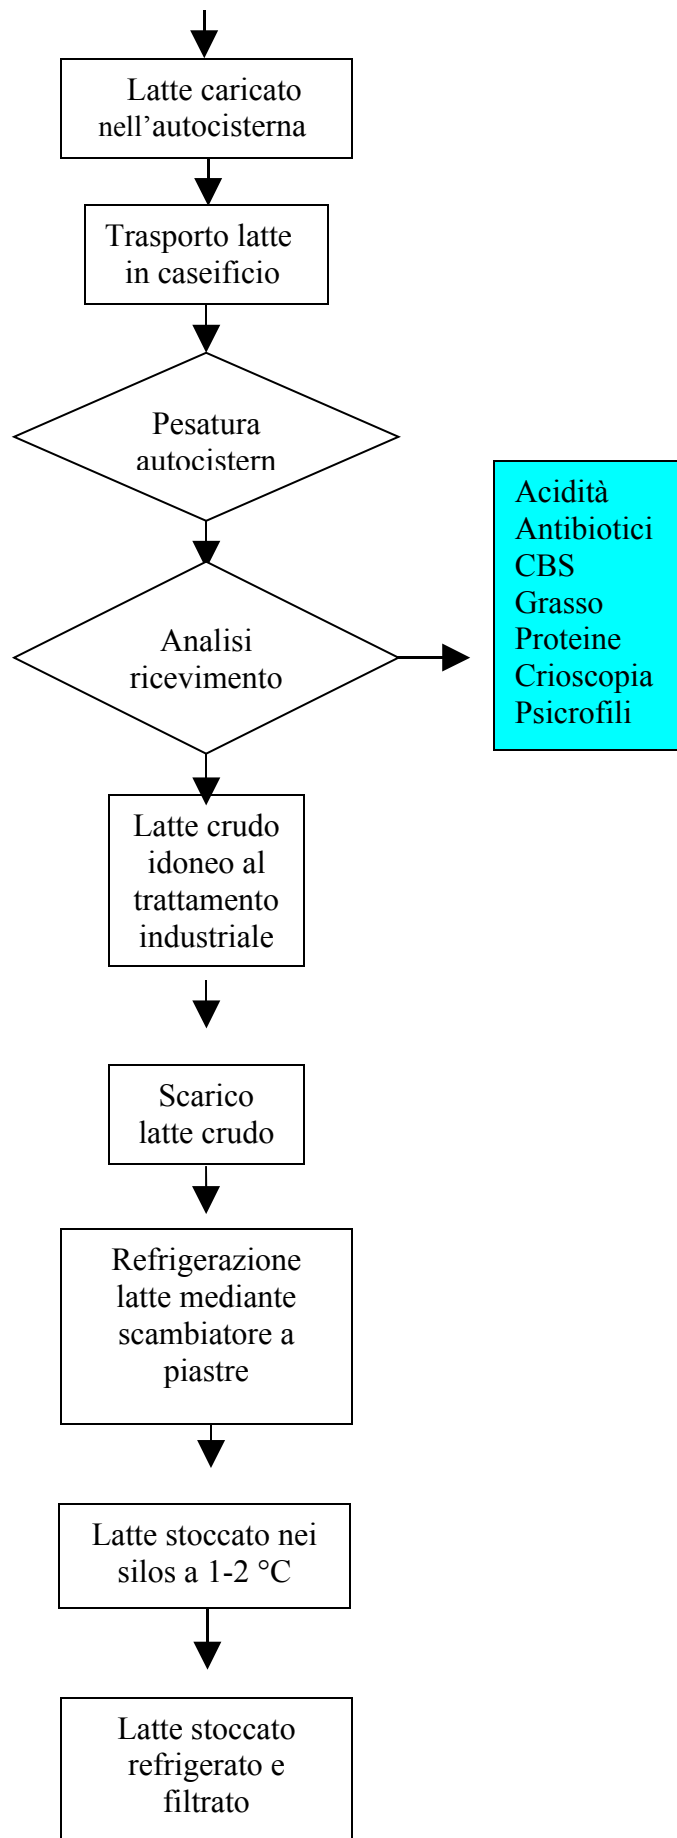 Latte caricato
nell'autocisterna
Trasporto latte
in caseificio
Pesatura
autocistern
Analisi
ricevimento
Acidità
Antibiotici
CBS
Grasso
Proteine
Crioscopia
Psicrofili
Latte crudo
idoneo al
trattamento
industriale
Scarico
latte crudo
Refrigerazione
latte mediante
scambiatore a
piastre
Latte stoccato nei
silos a 1-2 °C
Latte stoccato
refrigerato e
filtrato